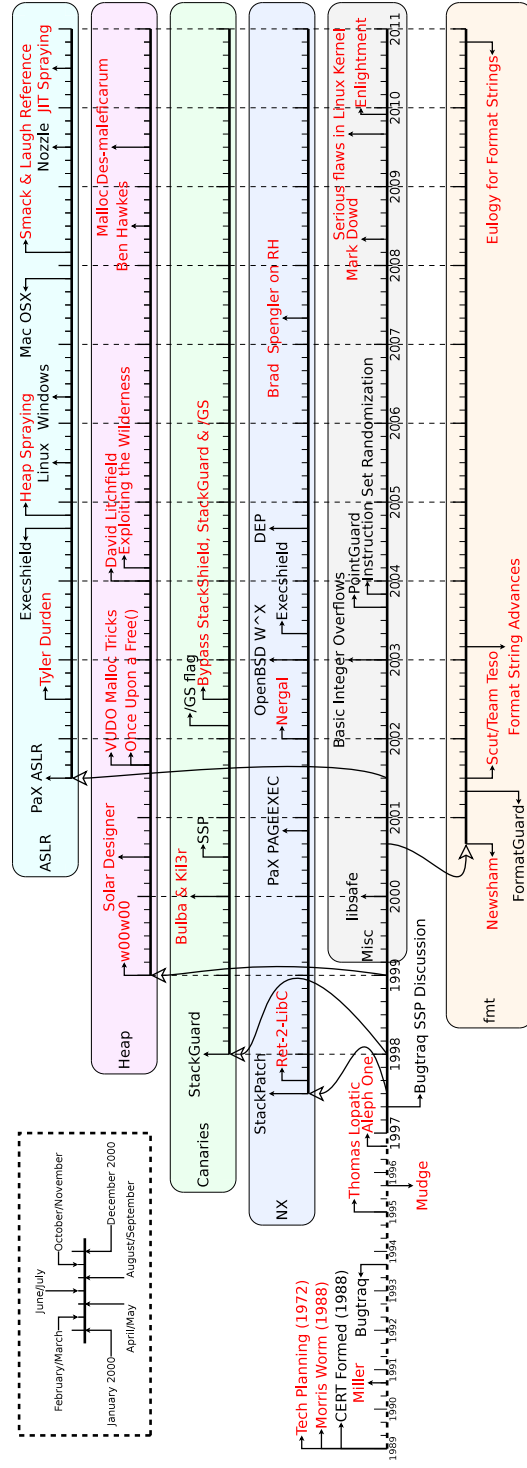 February/March
June/July
October/November
January 2000
April/May
August/September
December 2000
ASLR
PaX ASLR
Tyler Durden
Execshield
Heap Spraying
Linux
Windows
Mac OSX
Smack & Laugh Reference
Nozzle
JIT Spraying
Heap
w00w00
Solar Designer
VUDO Malloc Tricks
Once Upon a Free()
David Litchfield
Exploiting the Wilderness
Malloc Des-maleficarum
Ben Hawkes
Canaries
StackGuard
Bulba & Kil3r
SSP
/GS flag
Bypass StackShield, StackGuard & /GS
NX
StackPatch
Ret-2-LibC
PaX PAGEEXEC
Nergal
OpenBSD W^X
Execshield
DEP
Brad Spengler on RH
Misc
Tech Planning (1972)
Morris Worm (1988)
CERT Formed (1988)
Miller
Bugtraq
Thomas Lopatic
Aleph One
Mudge
Bugtraq SSP Discussion
libsafe
Basic Integer Overflows
PointGuard
Instruction Set Randomization
Mark Dowd
Serious flaws in Linux Kernel
Enlightment
1989
1990
1991
1992
1993
1994
1995
1996
1997
1998
1999
2000
2001
2002
2003
2004
2005
2006
2007
2008
2009
2010
2011
fmt
Newsham
FormatGuard
Scut/Team Teso
Format String Advances
Eulogy for Format Strings